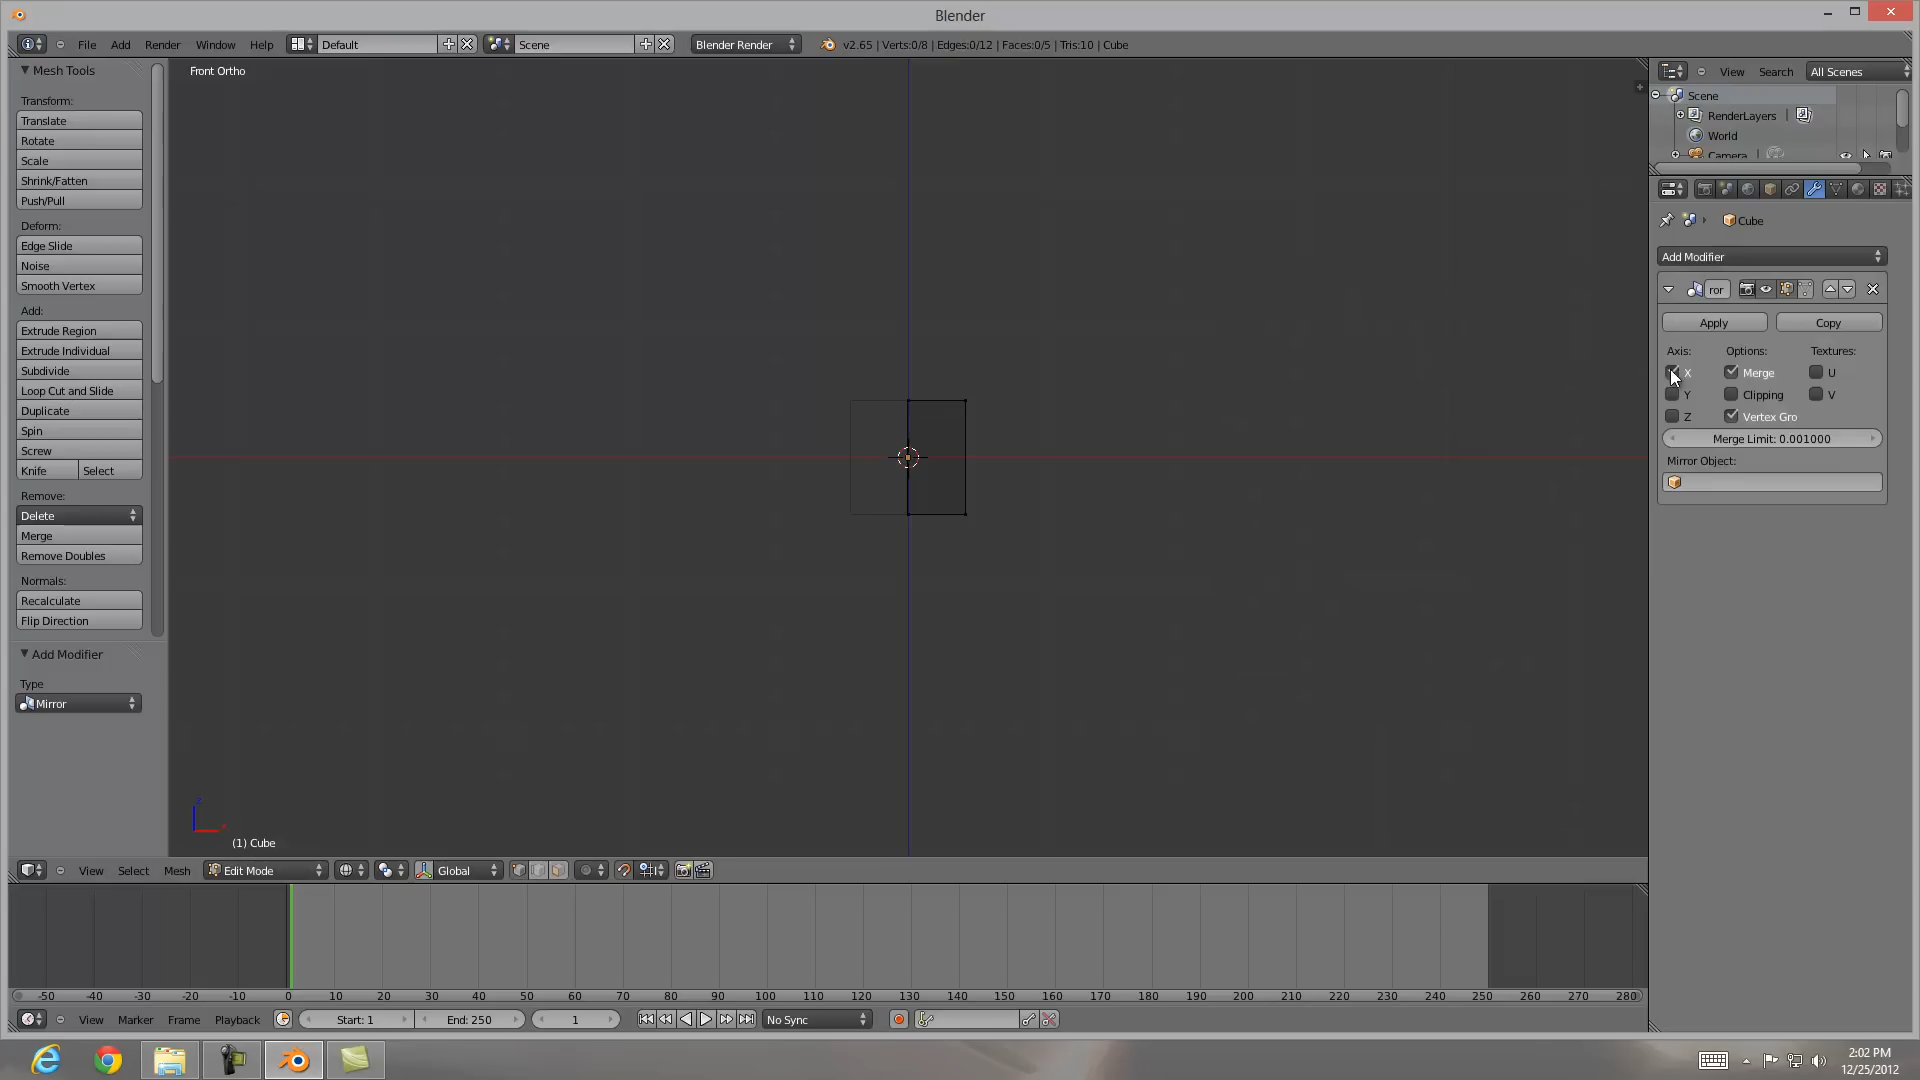 Blender
File Add Render Window Help Default Scene Blender Render v2.65 | Verts:0/8 | Edges:0/12 | Faces:0/5 | Tris:10 | Cube
Mesh Tools
Transform:
Translate
Rotate
Scale
Shrink/Fatten
Push/Pull
Deform:
Edge Slide
Noise
Smooth Vertex
Add:
Extrude Region
Extrude Individual
Subdivide
Loop Cut and Slide
Duplicate
Spin
Screw
Knife Select
Remove:
Delete
Merge
Remove Doubles
Normals:
Recalculate
Flip Direction
Add Modifier
Type
Mirror
Front Ortho
(1) Cube
View Search All Scenes
Scene
RenderLayers
World
Camera
Cube
Add Modifier
ror
Apply Copy
Axis: Options: Textures:
X Merge U
Y Clipping V
Z Vertex Gro
Merge Limit: 0.001000
Mirror Object:
View Select Mesh Edit Mode Global
-50 -40 -30 -20 -10 0 10 20 30 40 50 60 70 80 90 100 110 120 130 140 150 160 170 180 190 200 210 220 230 240 250 260 270 280
View Marker Frame Playback Start: 1 End: 250 1 No Sync
2:02 PM
12/25/2012